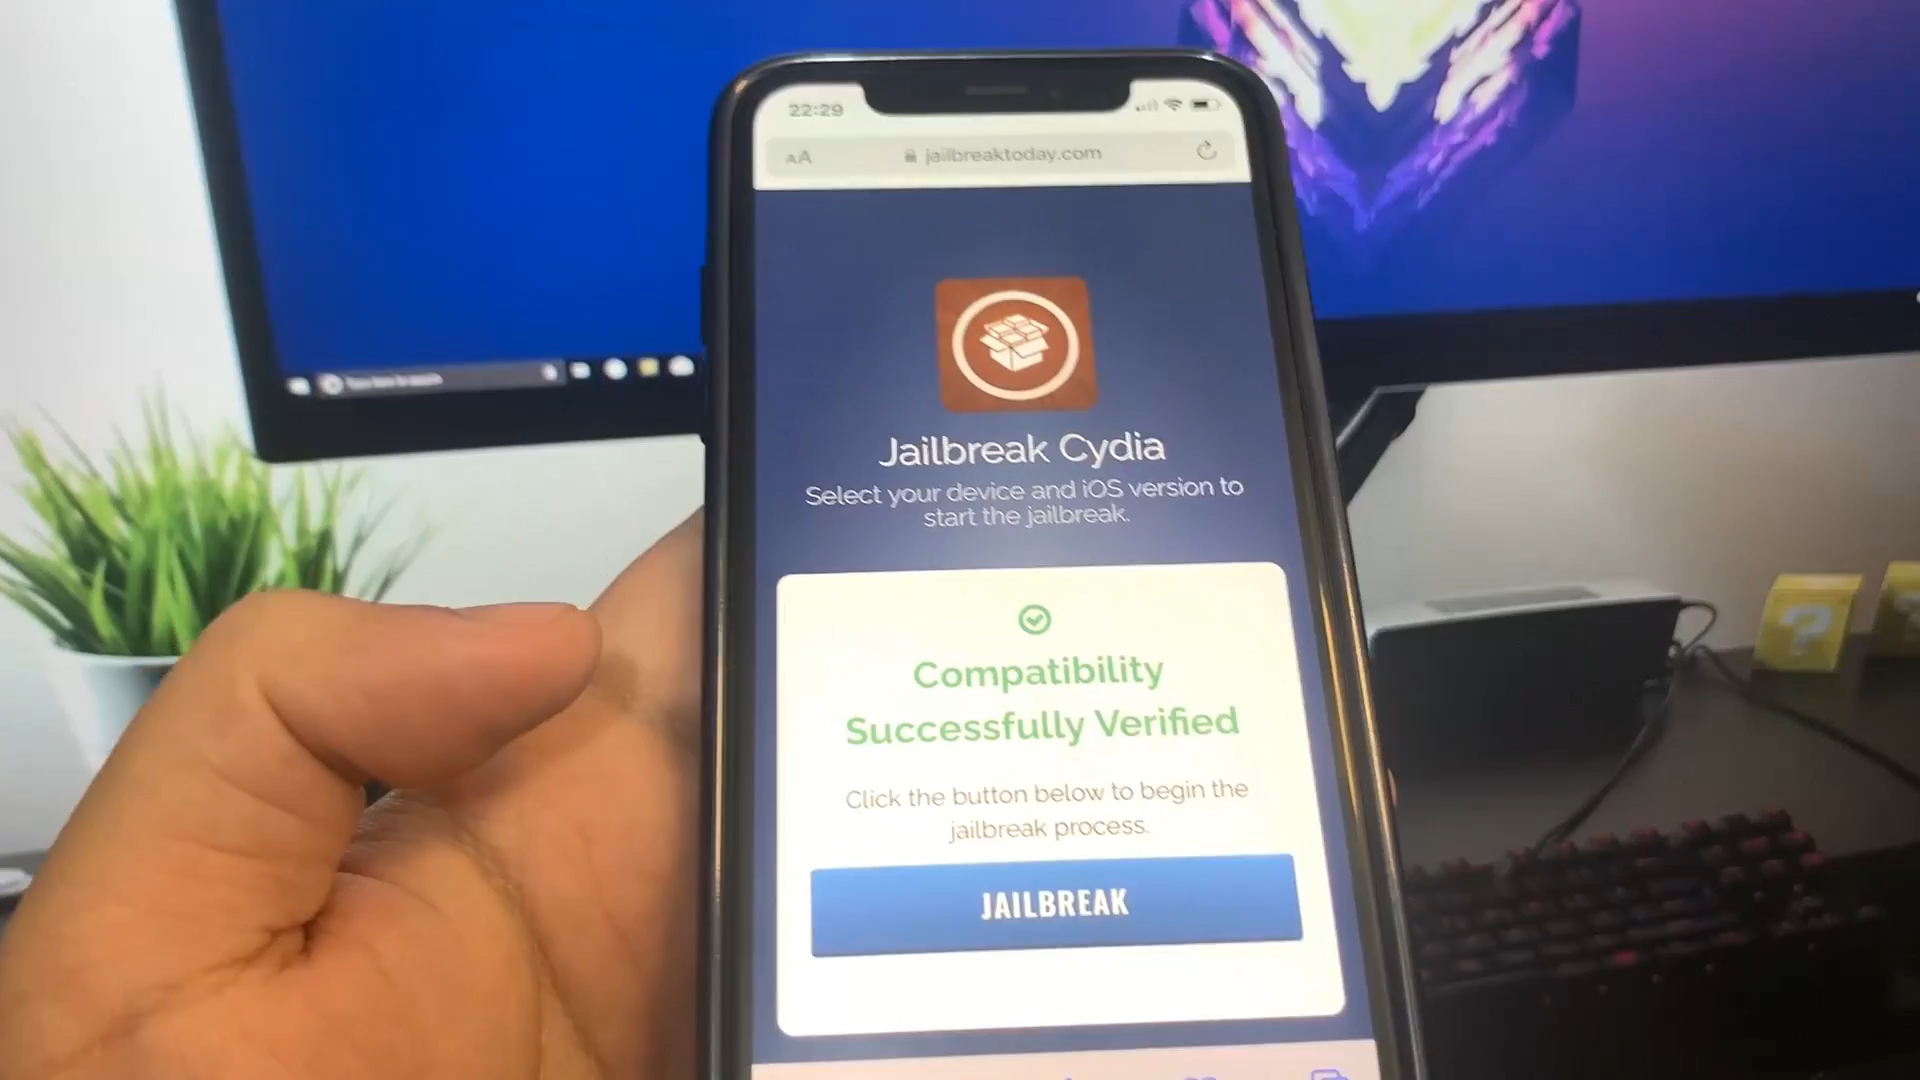 22:29
AA jailbreaktoday.com
Jailbreak Cydia
Select your device and iOS version to
start the jailbreak.
Compatibility
Successfully Verified
Click the button below to begin the
jailbreak process.
JAILBREAK
? ?